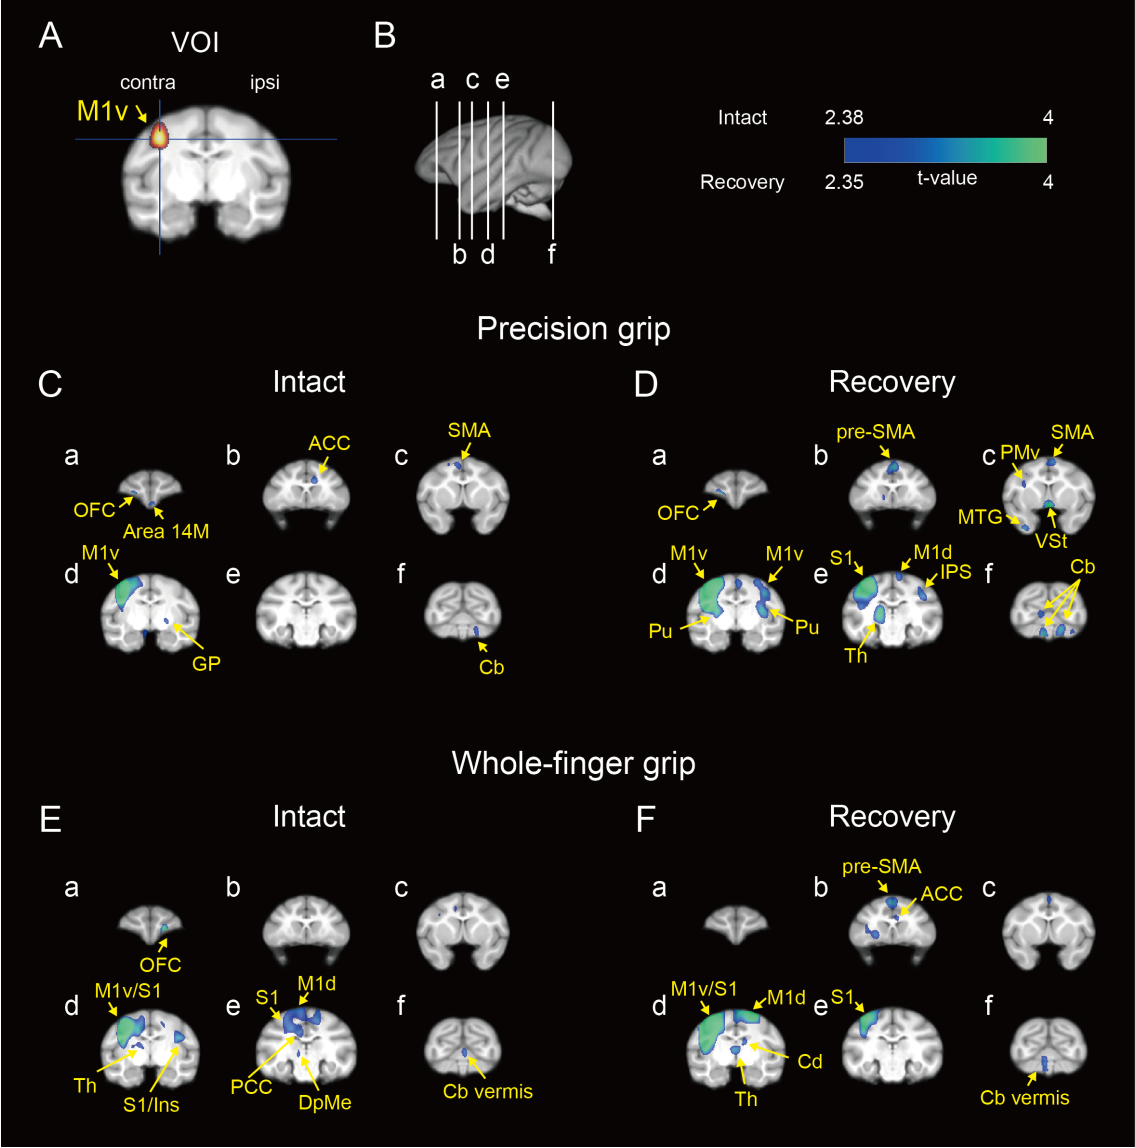 A
VOI
contra
ipsi
M1v
B
a
c
e
b
d
f
Intact
2.38
4
Recovery
2.35
t-value
4
Precision grip
C
Intact
a
OFC
Area 14M
b
ACC
c
SMA
d
M1v
GP
e
f
Cb
D
Recovery
a
OFC
b
pre-SMA
c
SMA
PMv
MTG
VSt
d
M1v
M1v
Pu
Pu
e
S1
M1d
IPS
Th
f
Cb
Whole-finger grip
E
Intact
a
OFC
b
c
d
M1v/S1
Th
S1/Ins
e
S1
M1d
PCC
DpMe
f
Cb vermis
F
Recovery
a
b
pre-SMA
ACC
c
d
M1v/S1
M1d
Cd
Th
e
S1
f
Cb vermis